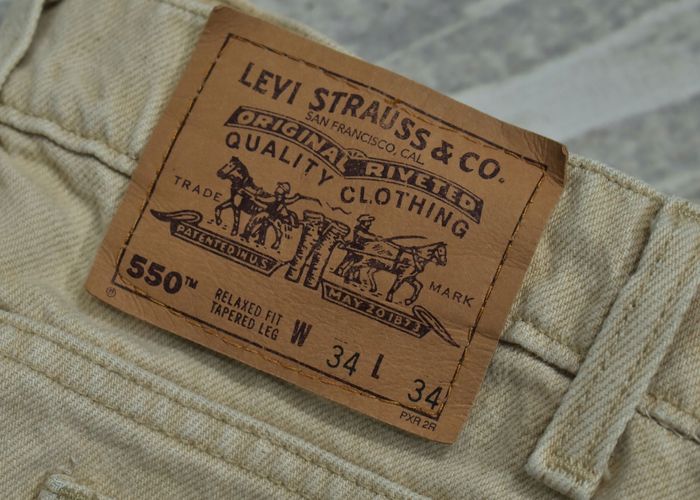 LEVI STRAUSS & CO.
SAN FRANCISCO, CAL
ORIGINAL RIVETED
QUALITY CLOTHING
TRADE MARK
PATENTED IN U.S. MAY 20 1873
550™
RELAXED FIT
TAPERED LEG
W 34 L 34
PXR 2R